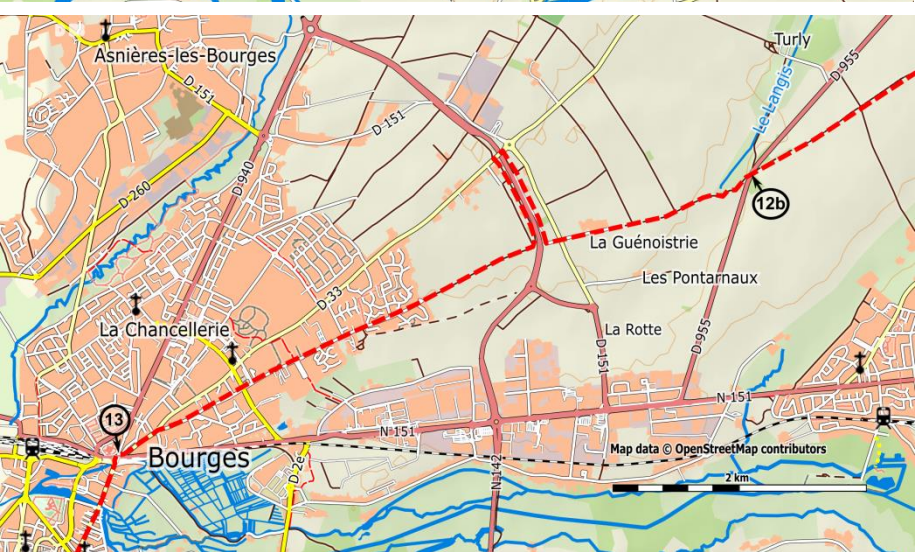 Asnières-les-Bourges
D 151
Turly
D-955
Le Langis
D-151
D-940
D-260
12b
La Guénoistrie
Les Pontarnaux
D-33
La Chancellerie
La Rotte
D-151
D-955
13
N-151
N-151
Bourges
D-2e
N-142
Map data © OpenStreetMap contributors
2 km